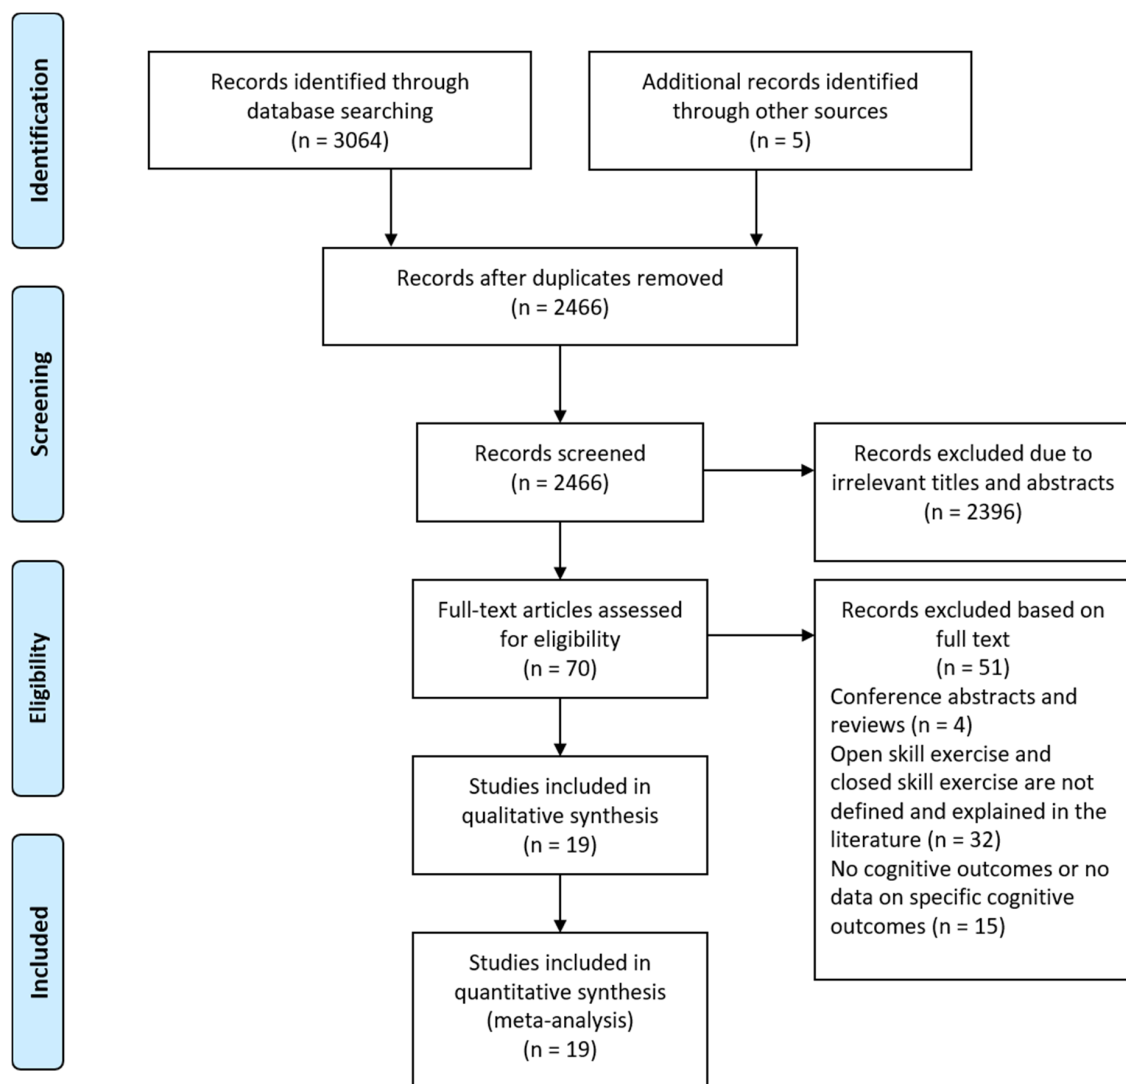 Identification
Records identified through
database searching
(n = 3064)
Additional records identified
through other sources
(n = 5)
Records after duplicates removed
(n = 2466)
Screening
Records screened
(n = 2466)
Records excluded due to
irrelevant titles and abstracts
(n = 2396)
Eligibility
Full-text articles assessed
for eligibility
(n = 70)
Records excluded based on
full text
(n = 51)
Conference abstracts and
reviews (n = 4)
Open skill exercise and
closed skill exercise are not
defined and explained in the
literature (n = 32)
No cognitive outcomes or no
data on specific cognitive
outcomes (n = 15)
Studies included in
qualitative synthesis
(n = 19)
Included
Studies included in
quantitative synthesis
(meta-analysis)
(n = 19)